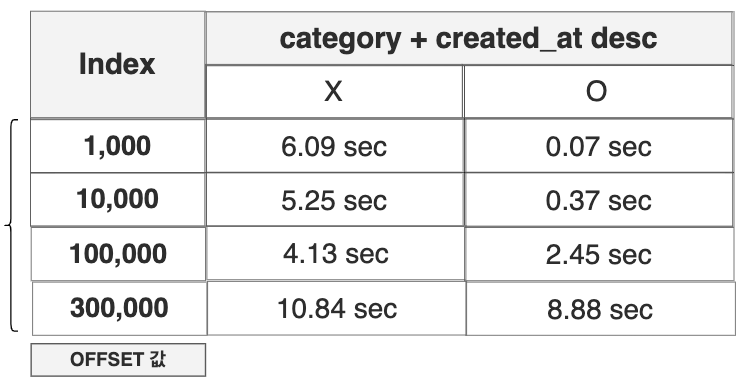 Index
category + created_at desc
X O
1,000 6.09 sec 0.07 sec
10,000 5.25 sec 0.37 sec
100,000 4.13 sec 2.45 sec
300,000 10.84 sec 8.88 sec
OFFSET 값